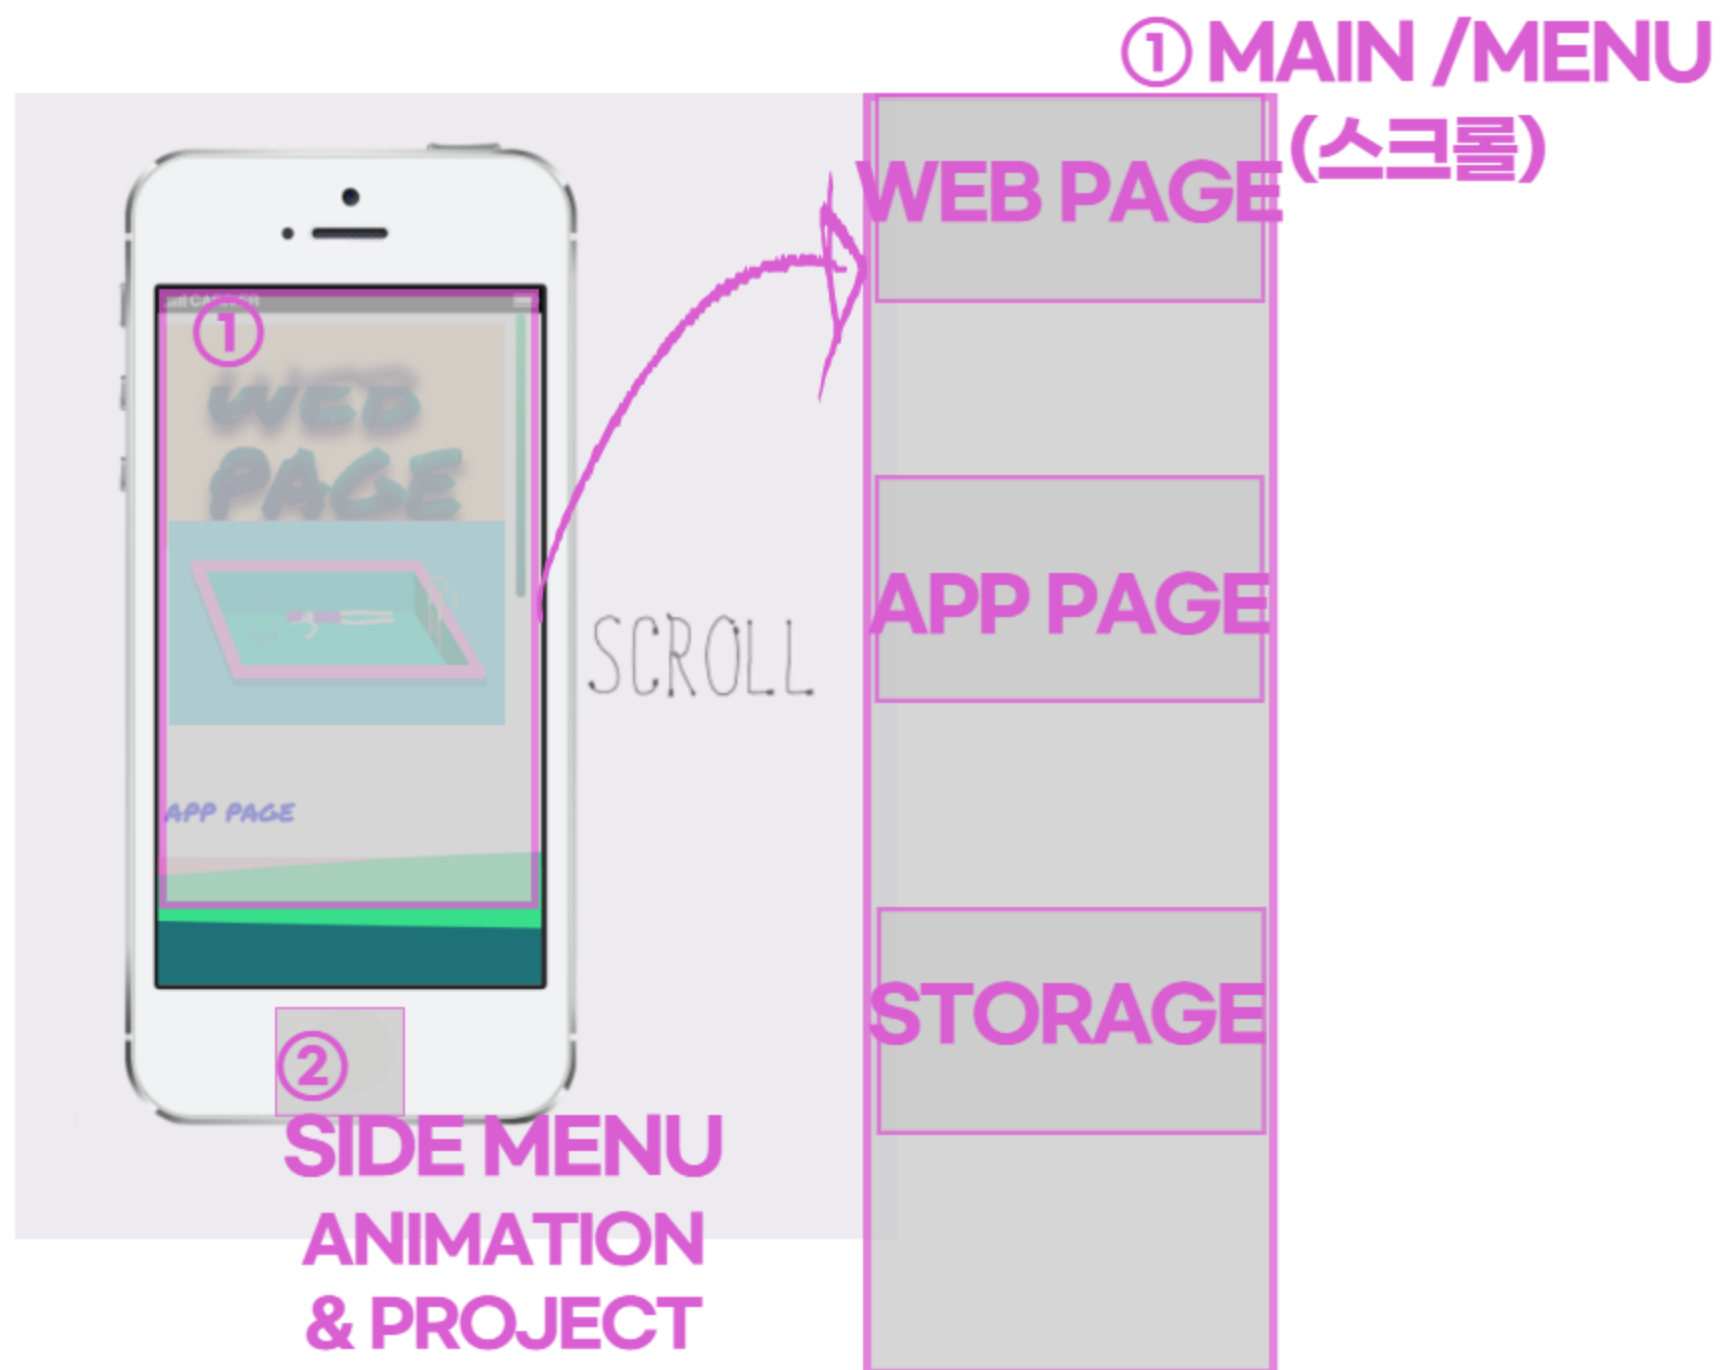 ① MAIN /MENU
(스크롤)
WEB PAGE
APP PAGE
STORAGE
CARRIER
①
WEB
PAGE
APP PAGE
SCROLL
②
SIDE MENU
ANIMATION
& PROJECT